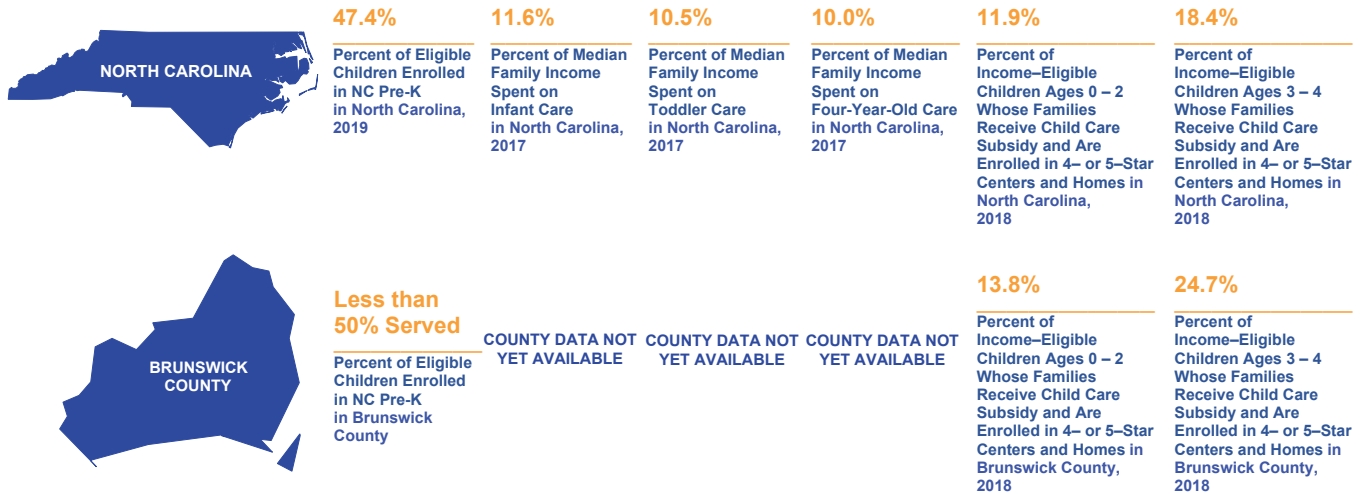 NORTH CAROLINA
47.4%
Percent of Eligible
Children Enrolled
in NC Pre-K
in North Carolina,
2019
11.6%
Percent of Median
Family Income
Spent on
Infant Care
in North Carolina,
2017
10.5%
Percent of Median
Family Income
Spent on
Toddler Care
in North Carolina,
2017
10.0%
Percent of Median
Family Income
Spent on
Four-Year-Old Care
in North Carolina,
2017
11.9%
Percent of
Income–Eligible
Children Ages 0 – 2
Whose Families
Receive Child Care
Subsidy and Are
Enrolled in 4– or 5–Star
Centers and Homes in
North Carolina,
2018
18.4%
Percent of
Income–Eligible
Children Ages 3 – 4
Whose Families
Receive Child Care
Subsidy and Are
Enrolled in 4– or 5–Star
Centers and Homes in
North Carolina,
2018
BRUNSWICK
COUNTY
Less than
50% Served
Percent of Eligible
Children Enrolled
in NC Pre-K
in Brunswick
County
COUNTY DATA NOT
YET AVAILABLE
COUNTY DATA NOT
YET AVAILABLE
COUNTY DATA NOT
YET AVAILABLE
13.8%
Percent of
Income–Eligible
Children Ages 0 – 2
Whose Families
Receive Child Care
Subsidy and Are
Enrolled in 4– or 5–Star
Centers and Homes in
Brunswick County,
2018
24.7%
Percent of
Income–Eligible
Children Ages 3 – 4
Whose Families
Receive Child Care
Subsidy and Are
Enrolled in 4– or 5–Star
Centers and Homes in
Brunswick County,
2018